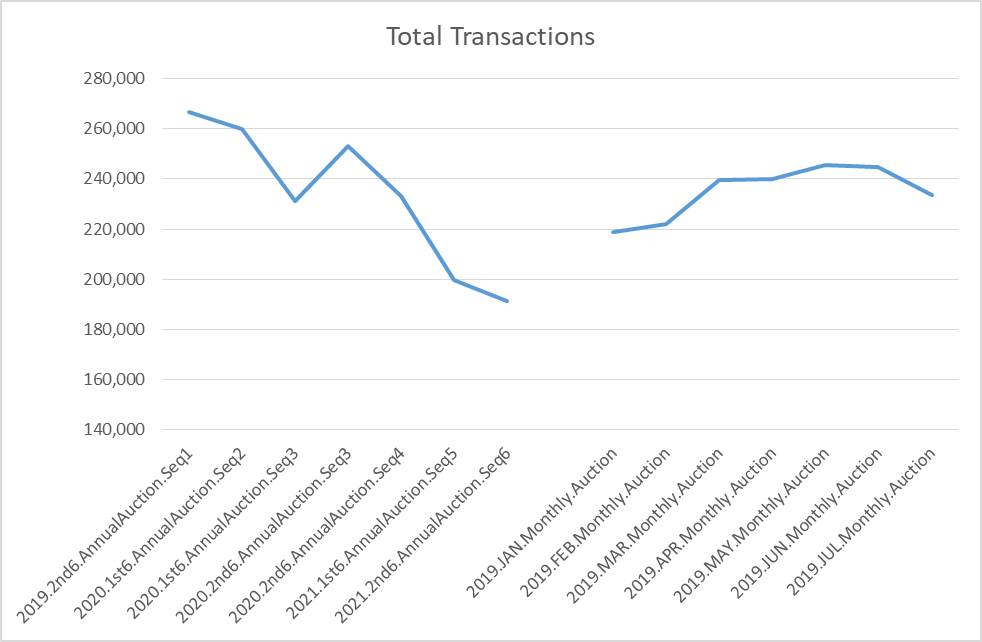 Total Transactions
280,000
260,000
240,000
220,000
200,000
180,000
160,000
140,000
2019.2nd6.AnnualAuction.Seq1
2020.1st6.AnnualAuction.Seq2
2020.1st6.AnnualAuction.Seq3
2020.2nd6.AnnualAuction.Seq3
2020.2nd6.AnnualAuction.Seq4
2021.1st6.AnnualAuction.Seq5
2021.2nd6.AnnualAuction.Seq6
2019.JAN.Monthly.Auction
2019.FEB.Monthly.Auction
2019.MAR.Monthly.Auction
2019.APR.Monthly.Auction
2019.MAY.Monthly.Auction
2019.JUN.Monthly.Auction
2019.JUL.Monthly.Auction